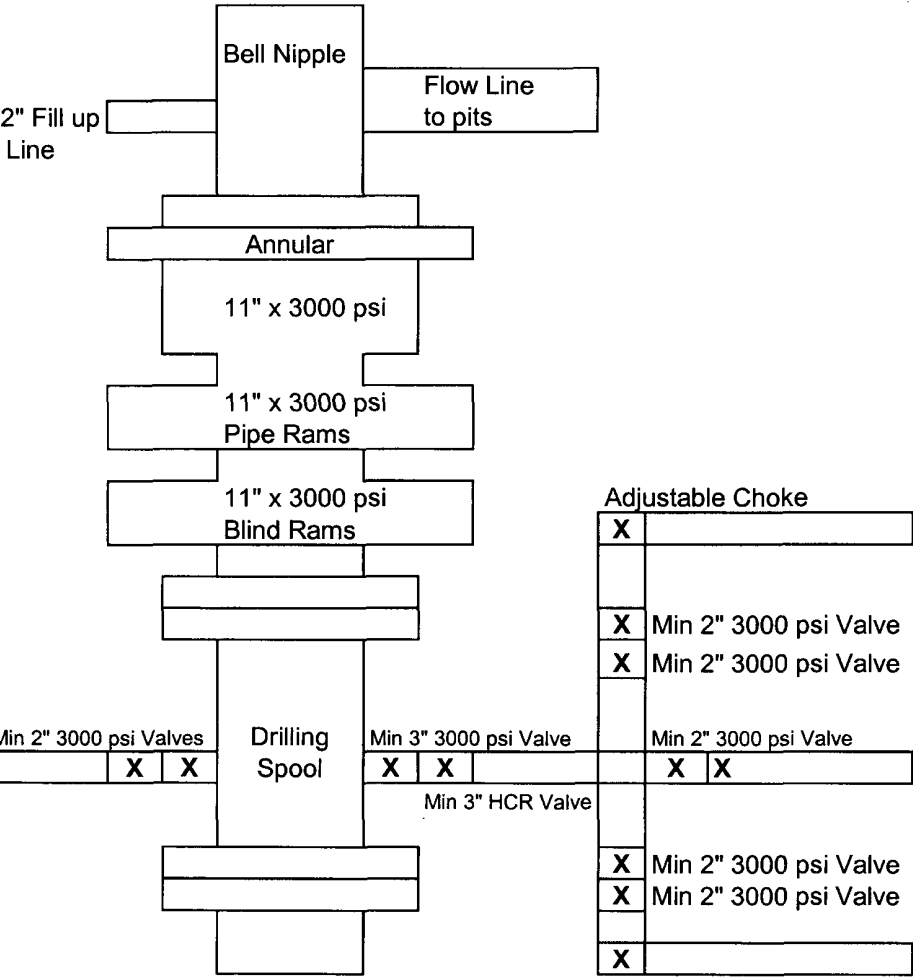 Bell Nipple
Flow Line
to pits
2" Fill up
Line
Annular
11" x 3000 psi
11" x 3000 psi
Pipe Rams
11" x 3000 psi
Blind Rams
Adjustable Choke
X
X Min 2" 3000 psi Valve
X Min 2" 3000 psi Valve
Min 2" 3000 psi Valves
Drilling
Spool
Min 3" 3000 psi Valve
Min 2" 3000 psi Valve
X X
X X
X X
Min 3" HCR Valve
X Min 2" 3000 psi Valve
X Min 2" 3000 psi Valve
X